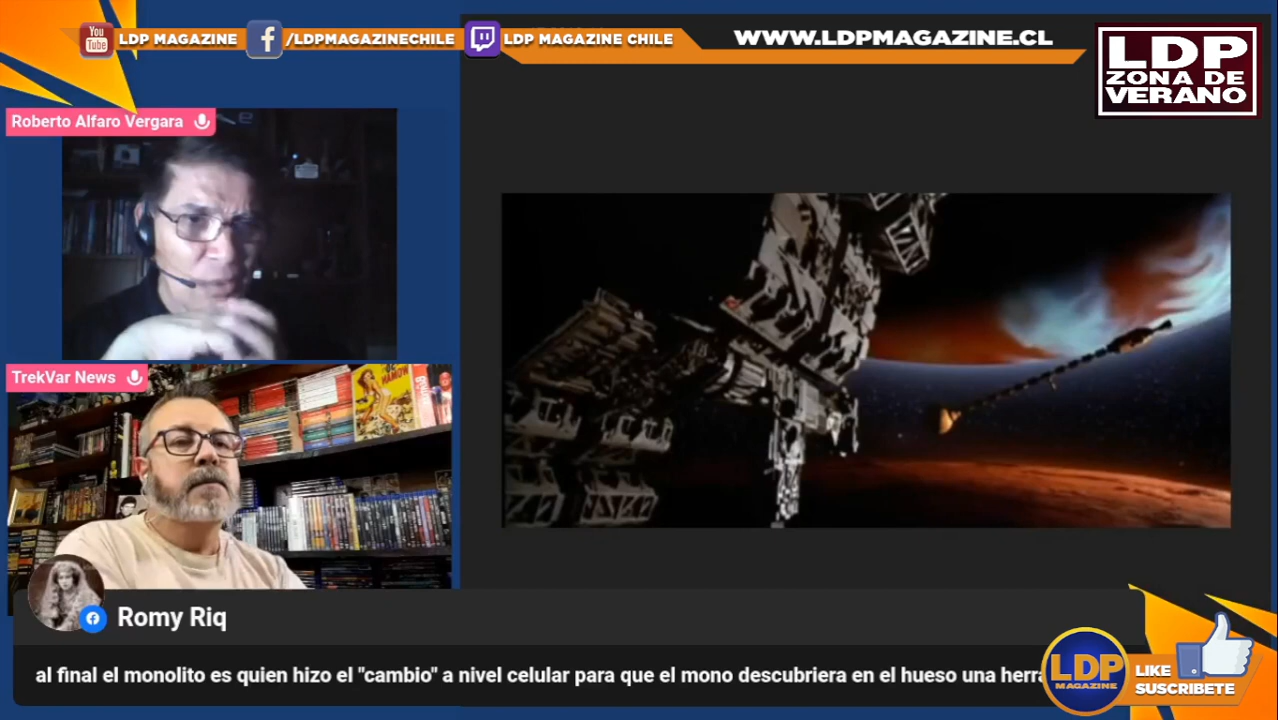 You
Tube
LDP MAGAZINE
/LDPMAGAZINECHILE
LDP MAGAZINE CHILE
WWW.LDPMAGAZINE.CL
LDP
ZONA DE
VERANO
Roberto Alfaro Vergara
TrekVar News
Romy Riq
al final el monolito es quien hizo el "cambio" a nivel celular para que el mono descubriera en el hueso una herra
LDP
MAGAZINE
LIKE
SUSCRIBETE